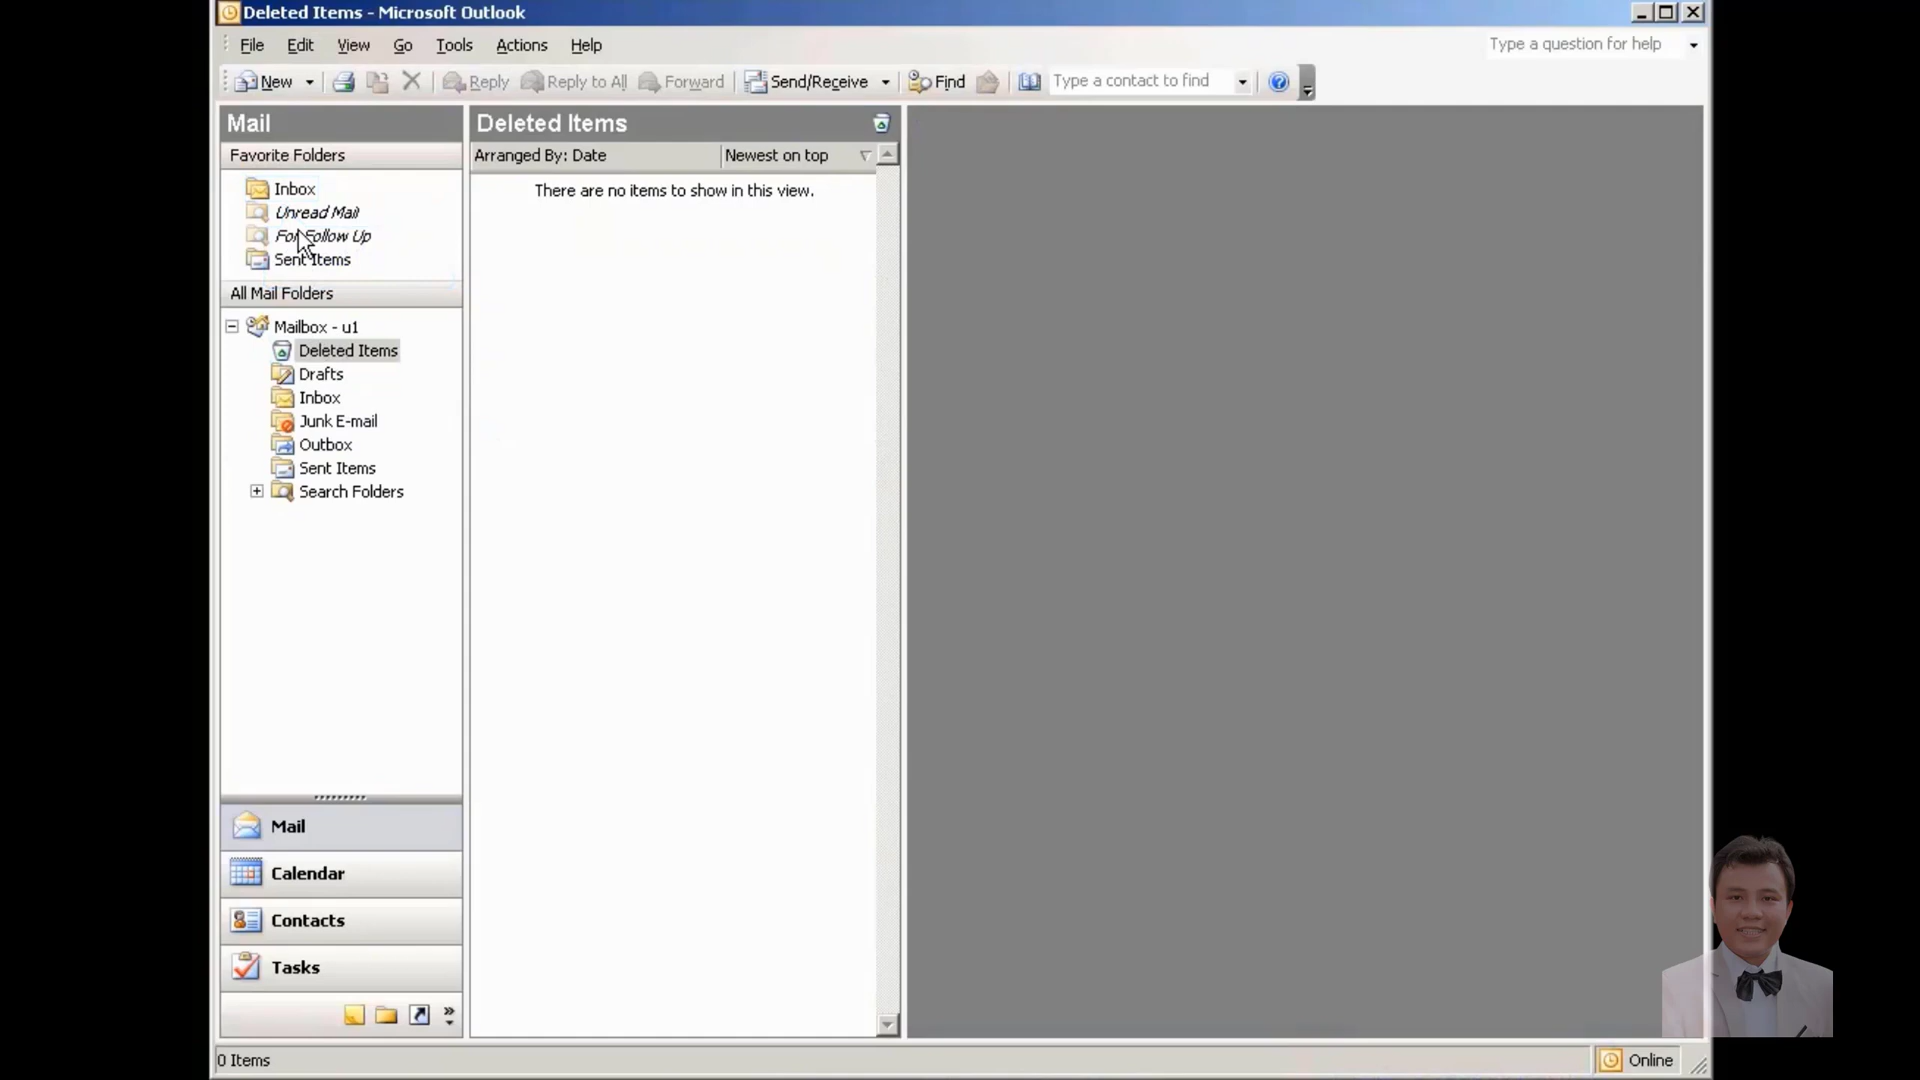 Deleted Items - Microsoft Outlook
File Edit View Go Tools Actions Help
Type a question for help
New Reply Reply to All Forward Send/Receive Find Type a contact to find
Mail
Favorite Folders
Inbox
Unread Mail
For Follow Up
Sent Items
All Mail Folders
Mailbox - u1
Deleted Items
Drafts
Inbox
Junk E-mail
Outbox
Sent Items
Search Folders
Mail
Calendar
Contacts
Tasks
Deleted Items
Arranged By: Date Newest on top
There are no items to show in this view.
0 Items
Online